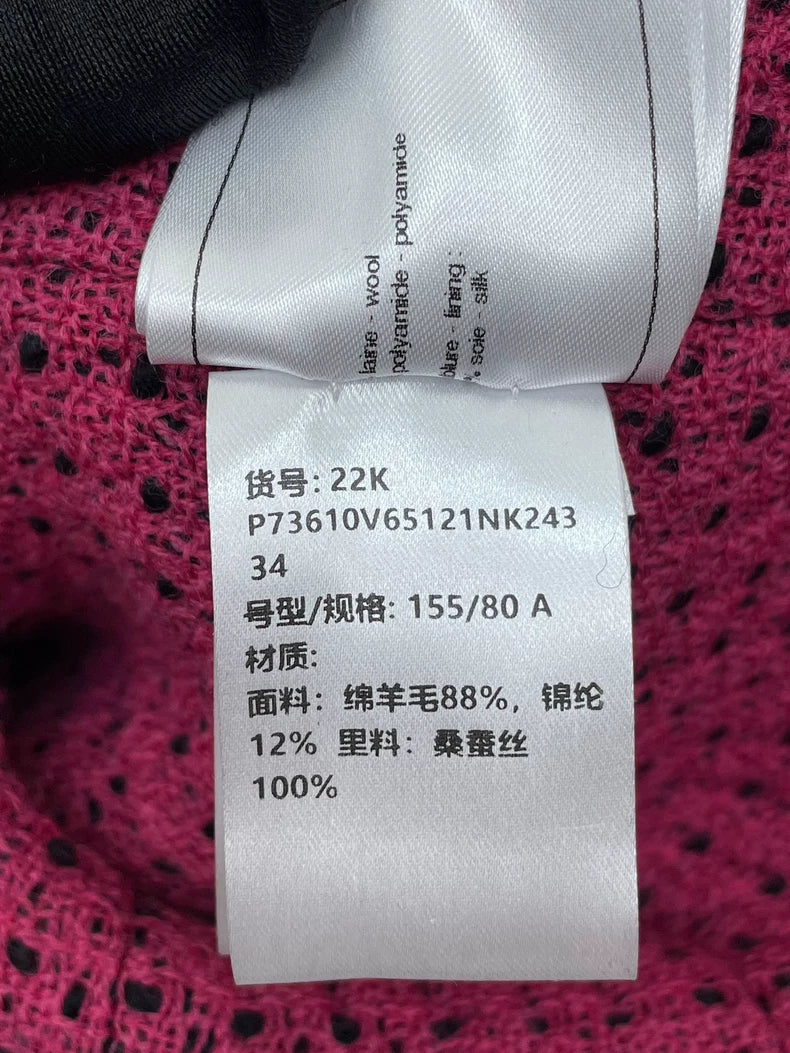 laine - wool
polyamide - polyamide
blure - lining :
soie - silk
货号: 22K
P73610V65121NK243
34
号型/规格: 155/80 A
材质:
面料: 绵羊毛88%, 锦纶
12% 里料: 桑蚕丝
100%